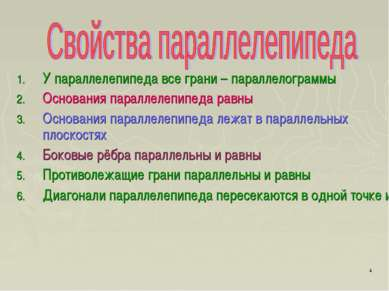 Свойства параллелепипеда
1. У параллелепипеда все грани – параллелограммы
2. Основания параллелепипеда равны
3. Основания параллелепипеда лежат в параллельных
плоскостях
4. Боковые рёбра параллельны и равны
5. Противолежащие грани параллельны и равны
6. Диагонали параллелепипеда пересекаются в одной точке и
4